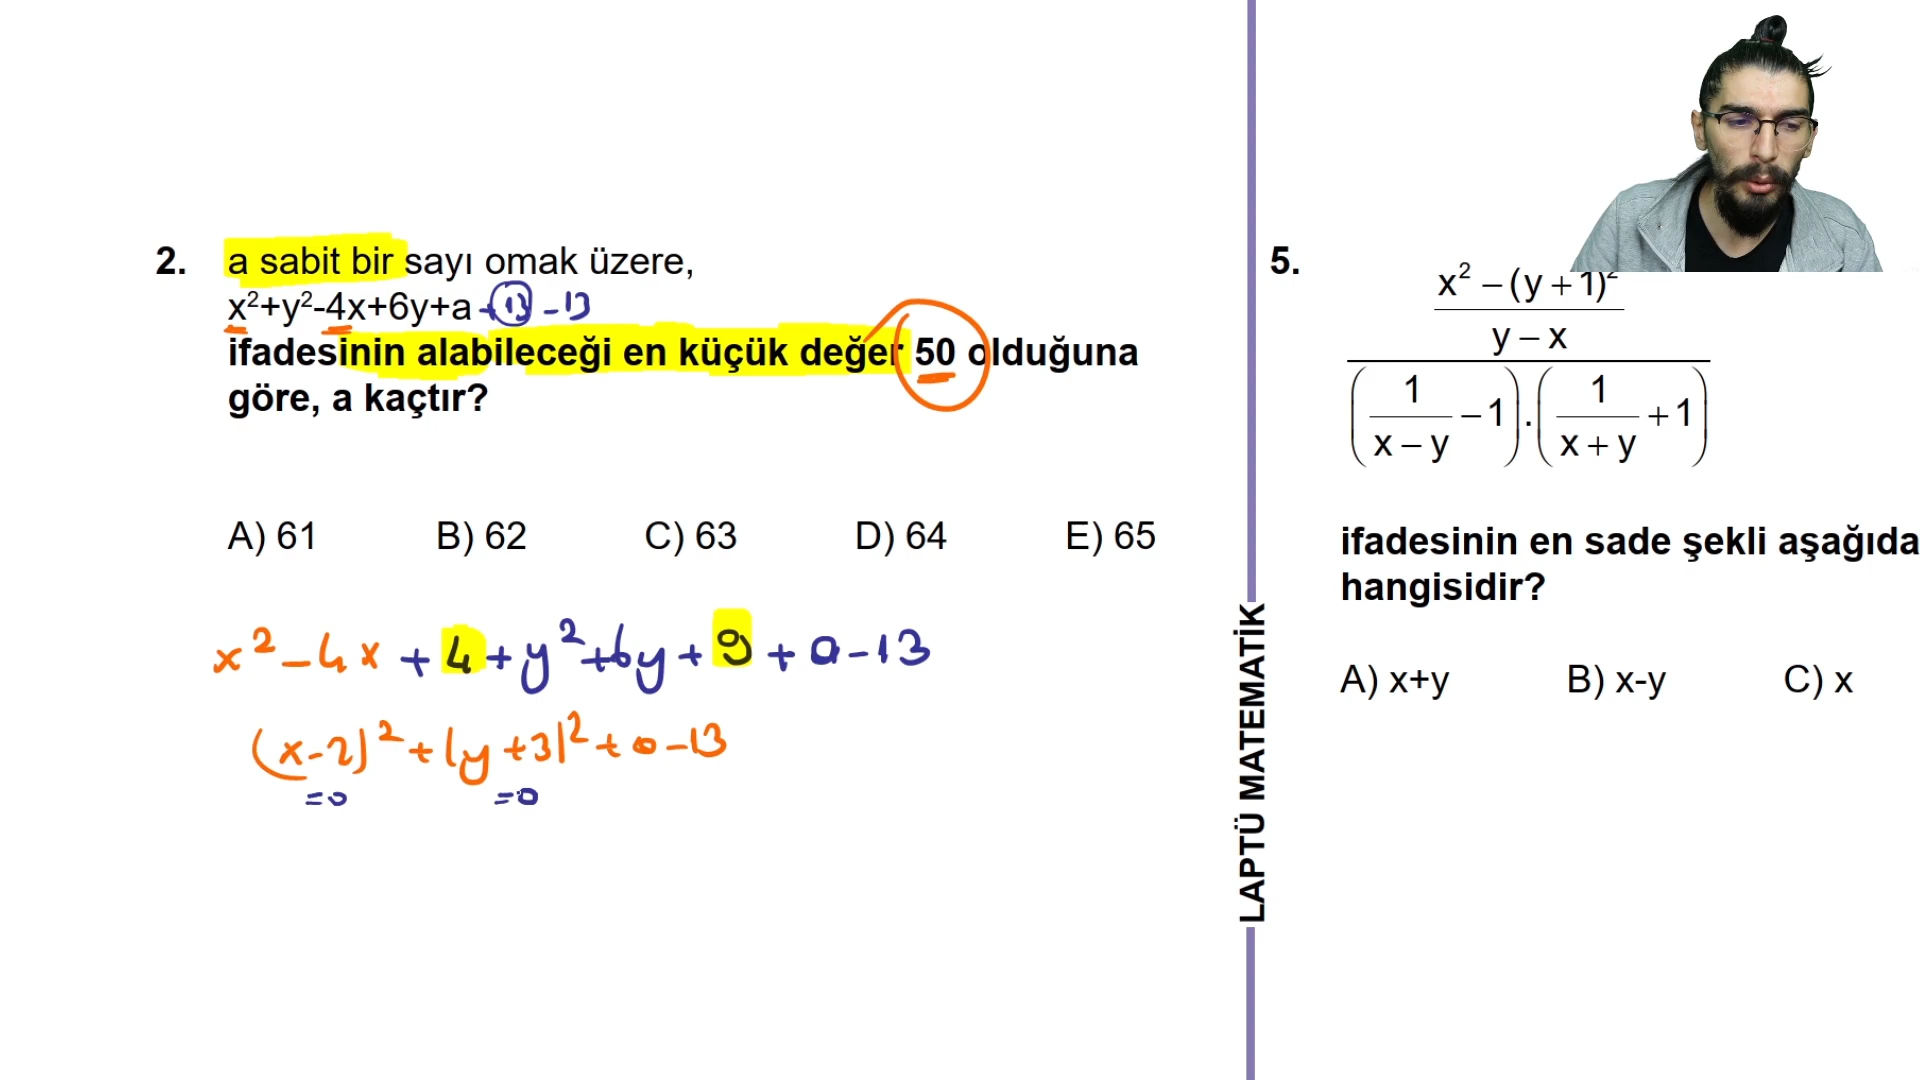 2. a sabit bir sayı omak üzere,
x²+y²-4x+6y+a +13 -13
ifadesinin alabileceği en küçük değer 50 olduğuna
göre, a kaçtır?
A) 61 B) 62 C) 63 D) 64 E) 65
x² - 4x + 4 + y² + 6y + 9 + a - 13
(x-2)² + (y+3)² + a - 13
=0 =0
LAPTÜ MATEMATİK
5.
x² – (y + 1)²
y – x
(1/(x – y) – 1) . (1/(x + y) + 1)
ifadesinin en sade şekli aşağıda
hangisidir?
A) x+y B) x-y C) x